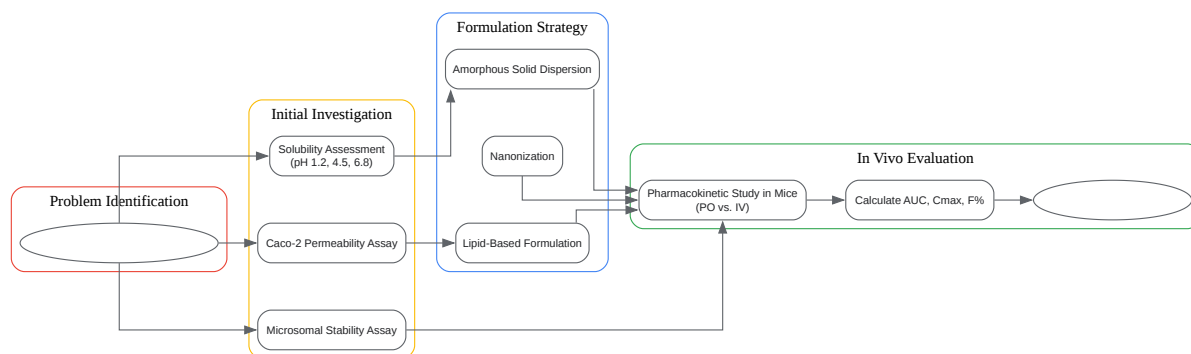 Problem Identification
Initial Investigation
Solubility Assessment
(pH 1.2, 4.5, 6.8)
Caco-2 Permeability Assay
Microsomal Stability Assay
Formulation Strategy
Amorphous Solid Dispersion
Nanonization
Lipid-Based Formulation
In Vivo Evaluation
Pharmacokinetic Study in Mice
(PO vs. IV)
Calculate AUC, Cmax, F%